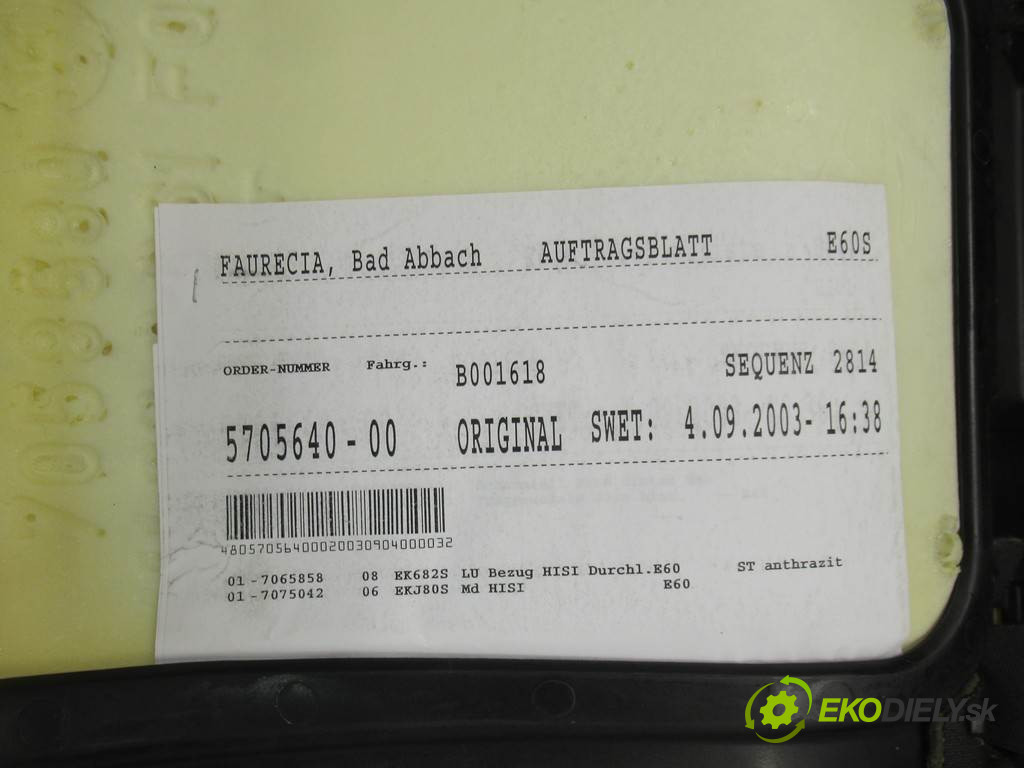 FAURECIA, Bad Abbach AUFTRAGSBLATT E60S
ORDER-NUMMER Fahrg.: B001618 SEQUENZ 2814
5705640-00 ORIGINAL SWET: 4.09.2003- 16:38
4805705640002003090400032
01-7065858 08 EK682S LU Bezug HISI Durchl.E60 ST anthrazit
01-7075042 06 EKJ80S Md HISI E60
EKODIELY.sk